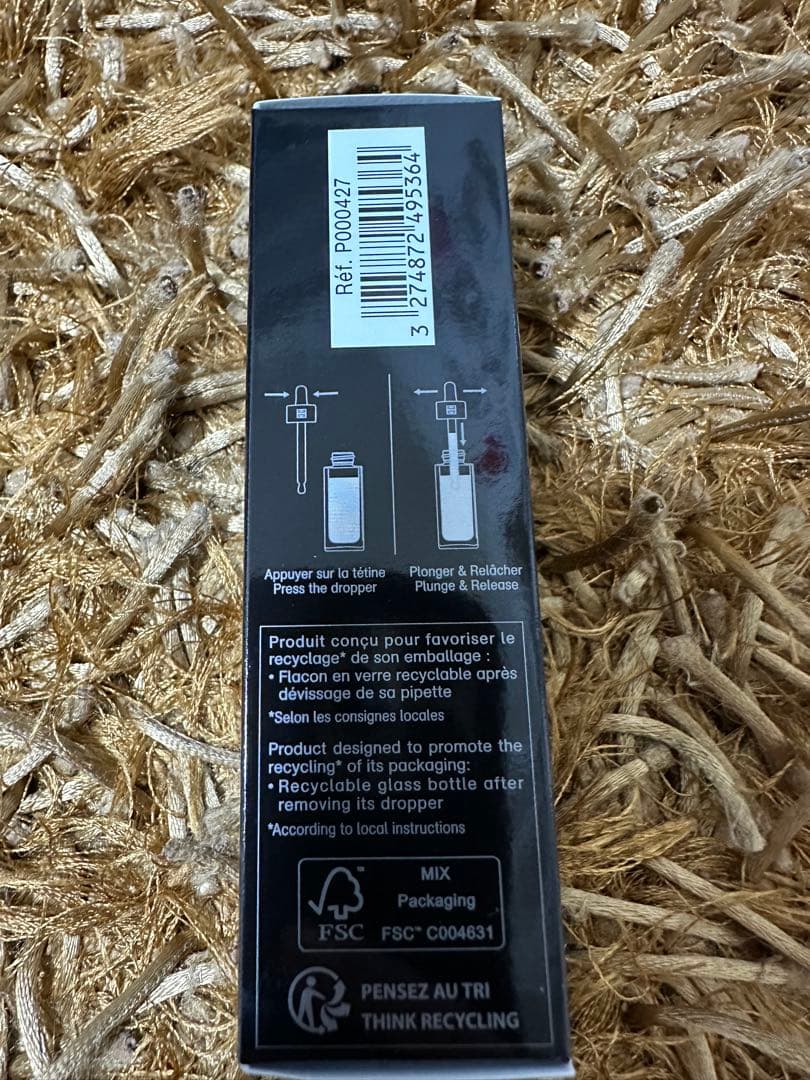 Réf. P000427
3 274872 495364
Appuyer sur la tétine
Press the dropper
Plonger & Relâcher
Plunge & Release
Produit conçu pour favoriser le
recyclage* de son emballage :
• Flacon en verre recyclable après
dévissage de sa pipette
*Selon les consignes locales
Product designed to promote the
recycling* of its packaging:
• Recyclable glass bottle after
removing its dropper
*According to local instructions
FSC
MIX
Packaging
FSC™ C004631
PENSEZ AU TRI
THINK RECYCLING